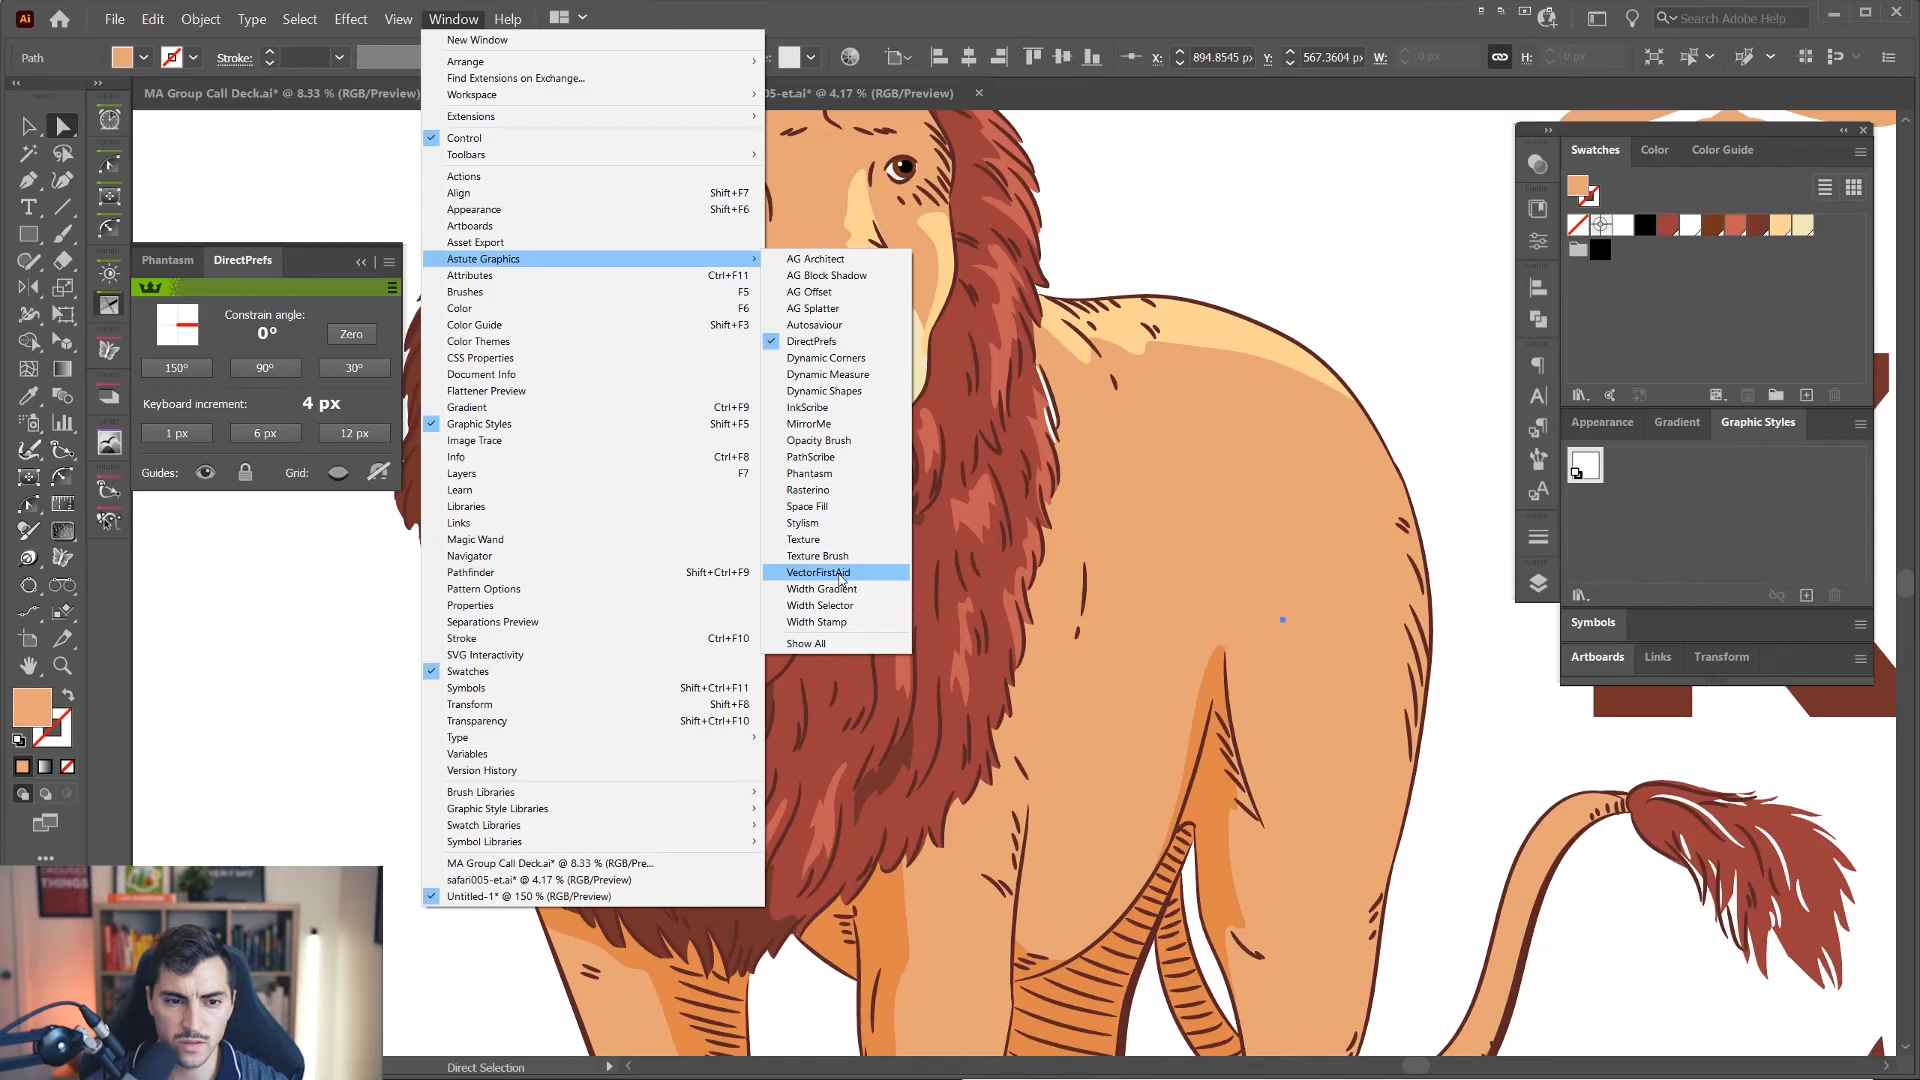 Ai File Edit Object Type Select Effect View Window Help Search Adobe Help
Path Stroke: X: 894.8545 px Y: 567.3604 px W: 0 px H: 0 px
MA Group Call Deck.ai* @ 8.33 % (RGB/Preview) 05-et.ai* @ 4.17 % (RGB/Preview)
New Window
Arrange
Find Extensions on Exchange...
Workspace
Extensions
Control
Toolbars
Actions
Align Shift+F7
Appearance Shift+F6
Artboards
Asset Export
Astute Graphics
Attributes Ctrl+F11
Brushes F5
Color F6
Color Guide Shift+F3
Color Themes
CSS Properties
Document Info
Flattener Preview
Gradient Ctrl+F9
Graphic Styles Shift+F5
Image Trace
Info Ctrl+F8
Layers F7
Learn
Libraries
Links
Magic Wand
Navigator
Pathfinder Shift+Ctrl+F9
Pattern Options
Properties
Separations Preview
Stroke Ctrl+F10
SVG Interactivity
Swatches
Symbols Shift+Ctrl+F11
Transform Shift+F8
Transparency Shift+Ctrl+F10
Type
Variables
Version History
Brush Libraries
Graphic Style Libraries
Swatch Libraries
Symbol Libraries
MA Group Call Deck.ai* @ 8.33 % (RGB/Pre...
safari005-et.ai* @ 4.17 % (RGB/Preview)
Untitled-1* @ 150 % (RGB/Preview)
AG Architect
AG Block Shadow
AG Offset
AG Splatter
Autosaviour
DirectPrefs
Dynamic Corners
Dynamic Measure
Dynamic Shapes
InkScribe
MirrorMe
Opacity Brush
PathScribe
Phantasm
Rasterino
Space Fill
Stylism
Texture
Texture Brush
VectorFirstAid
Width Gradient
Width Selector
Width Stamp
Show All
Phantasm DirectPrefs
Constrain angle:
0° Zero
150° 90° 30°
Keyboard increment: 4 px
1 px 6 px 12 px
Guides: Grid:
Swatches Color Color Guide
Appearance Gradient Graphic Styles
Symbols
Artboards Links Transform
Direct Selection